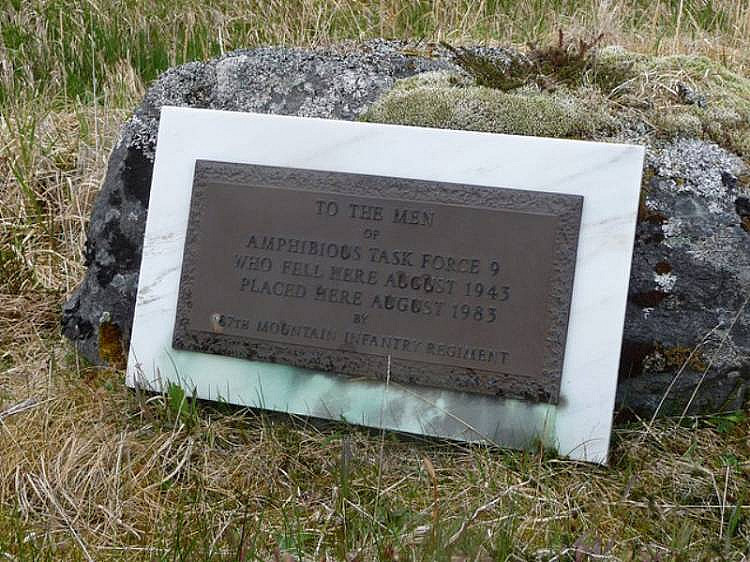 TO THE MEN
OF
AMPHIBIOUS TASK FORCE 9
WHO FELL HERE AUGUST 1943
PLACED HERE AUGUST 1983
BY
87TH MOUNTAIN INFANTRY REGIMENT